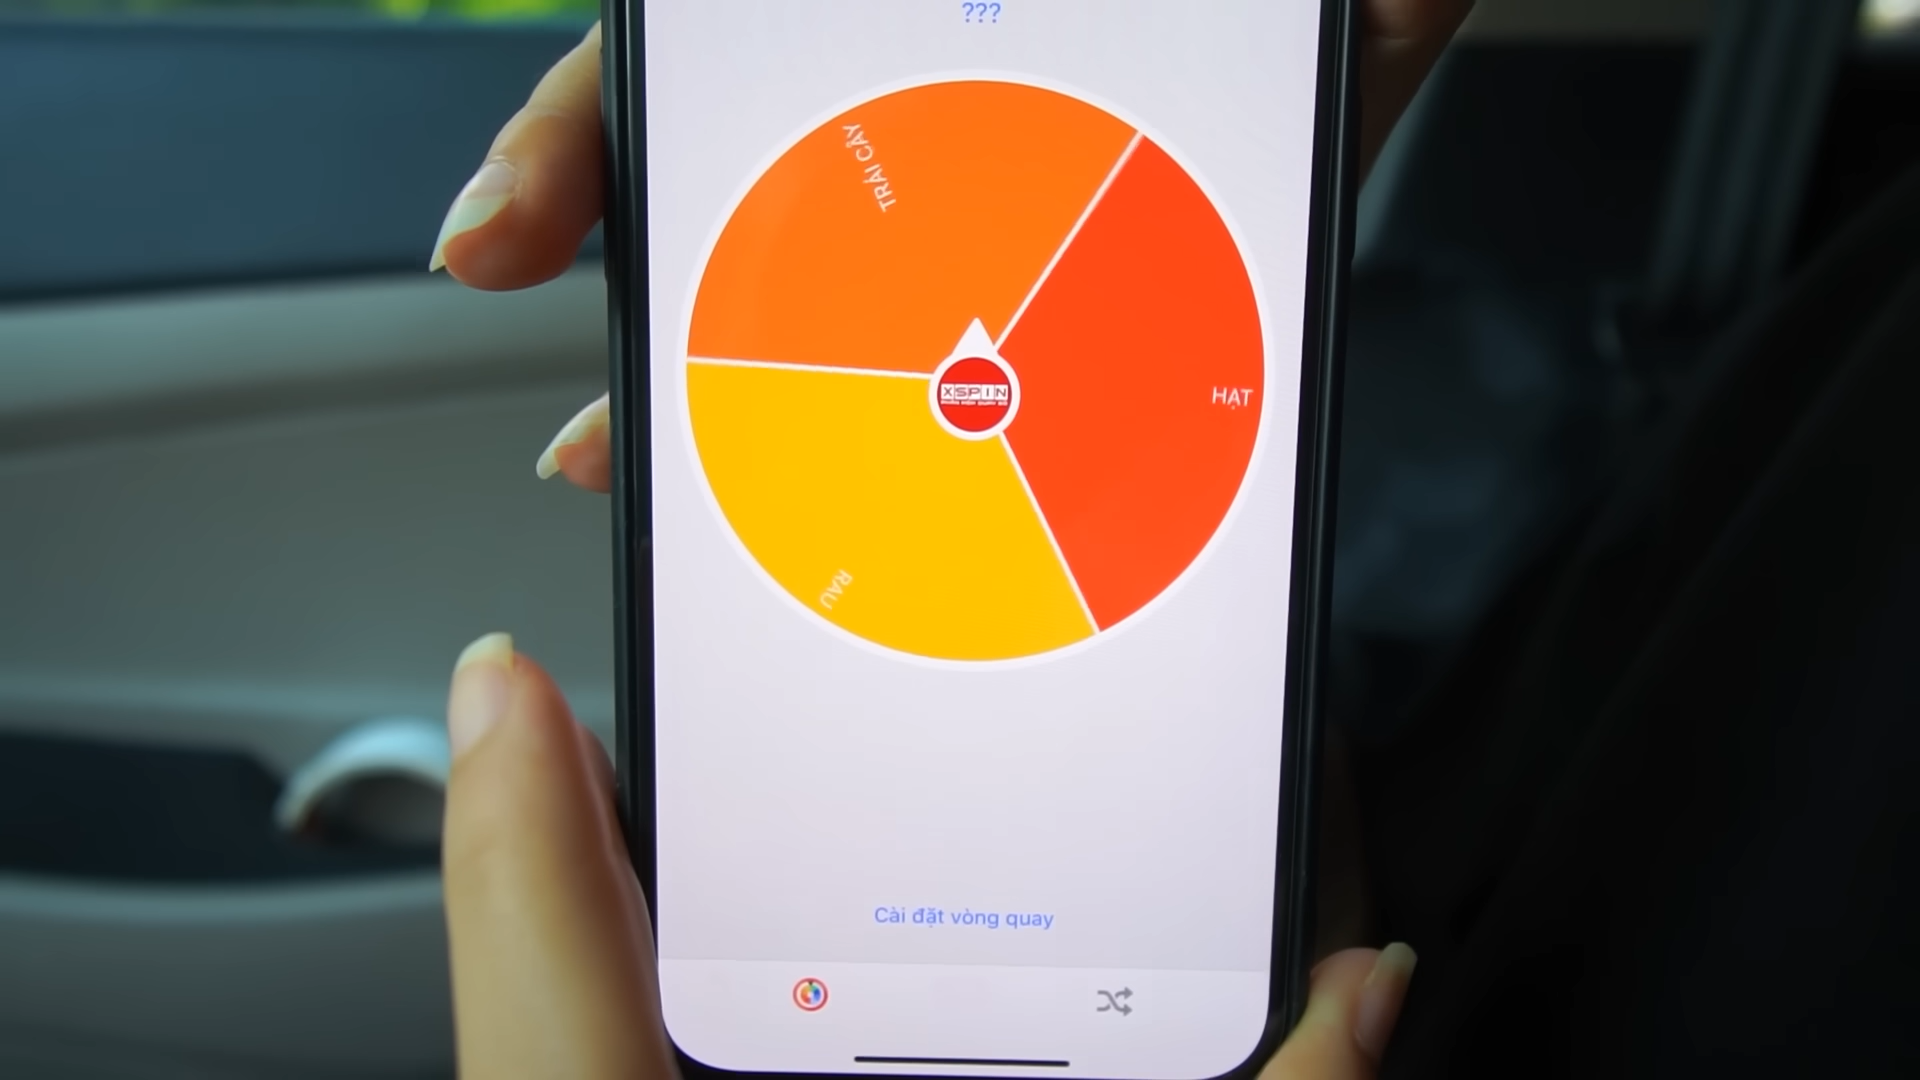 ???
TRÁI CÂY
HẠT
XSPIN
RAU
Cài đặt vòng quay